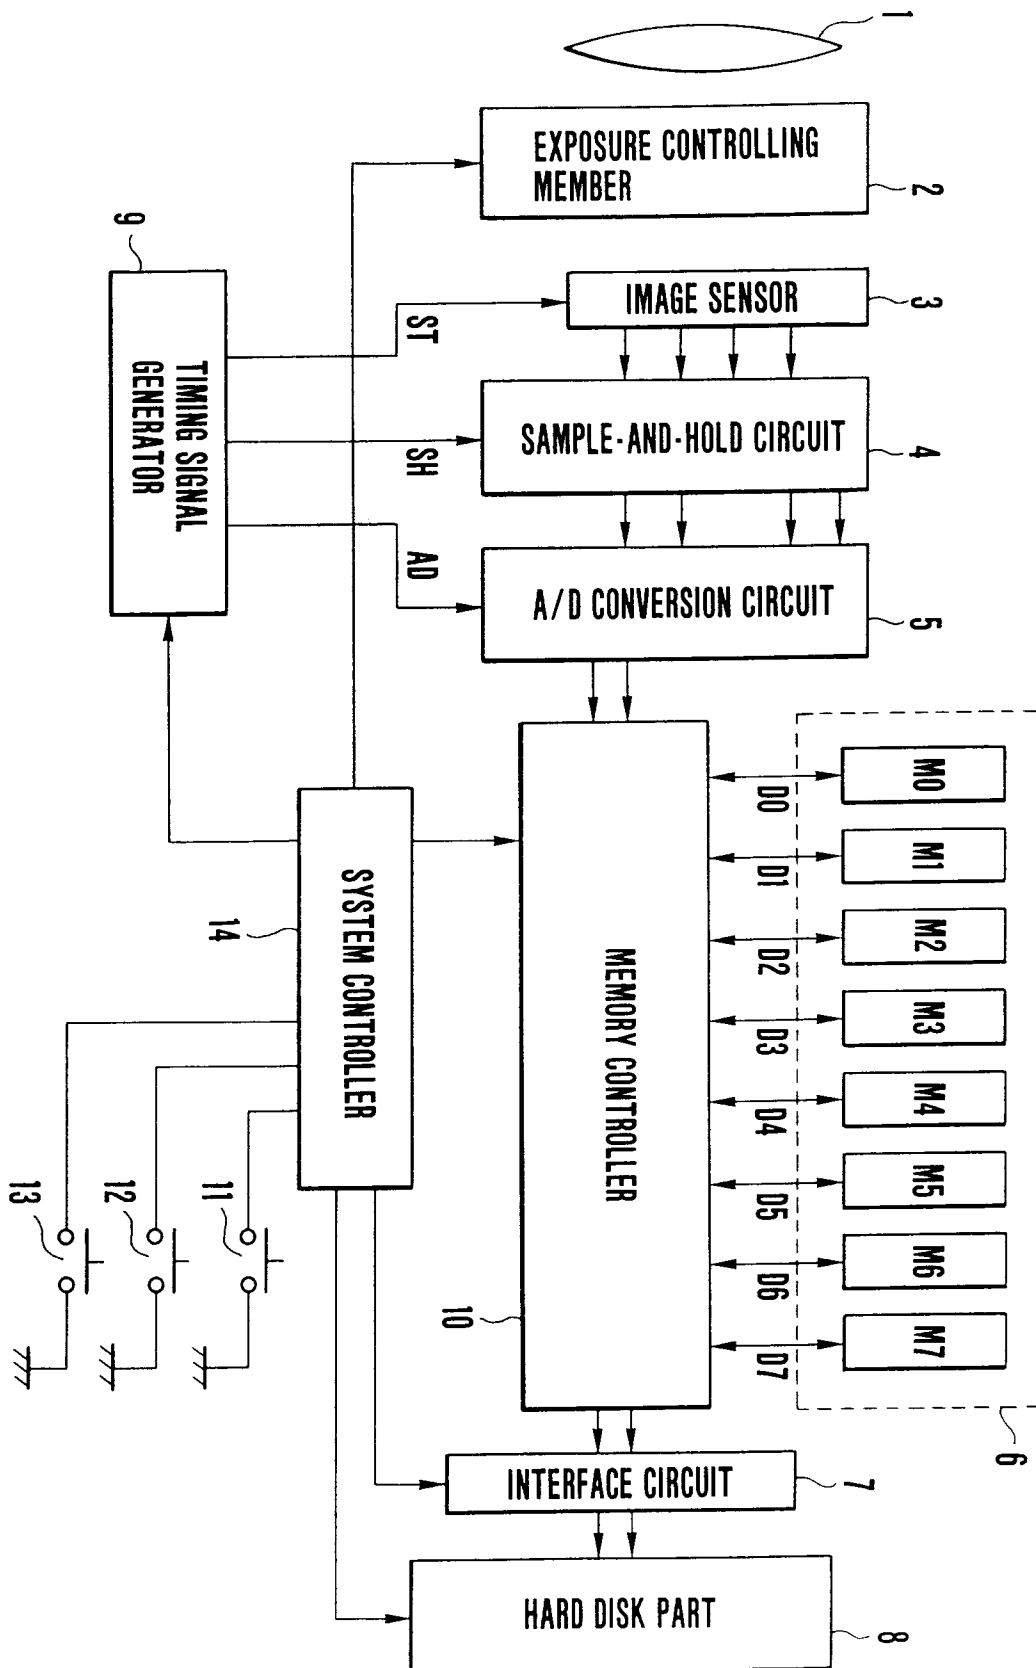 1
EXPOSURE CONTROLLING
MEMBER
2
9
IMAGE SENSOR
3
ST
TIMING SIGNAL
GENERATOR
SAMPLE-AND-HOLD CIRCUIT
4
SH
AD
A/D CONVERSION CIRCUIT
5
M0
D0
M1
D1
M2
D2
M3
D3
M4
D4
M5
D5
M6
D6
M7
D7
6
SYSTEM CONTROLLER
14
MEMORY CONTROLLER
10
13
12
11
INTERFACE CIRCUIT
7
HARD DISK PART
8